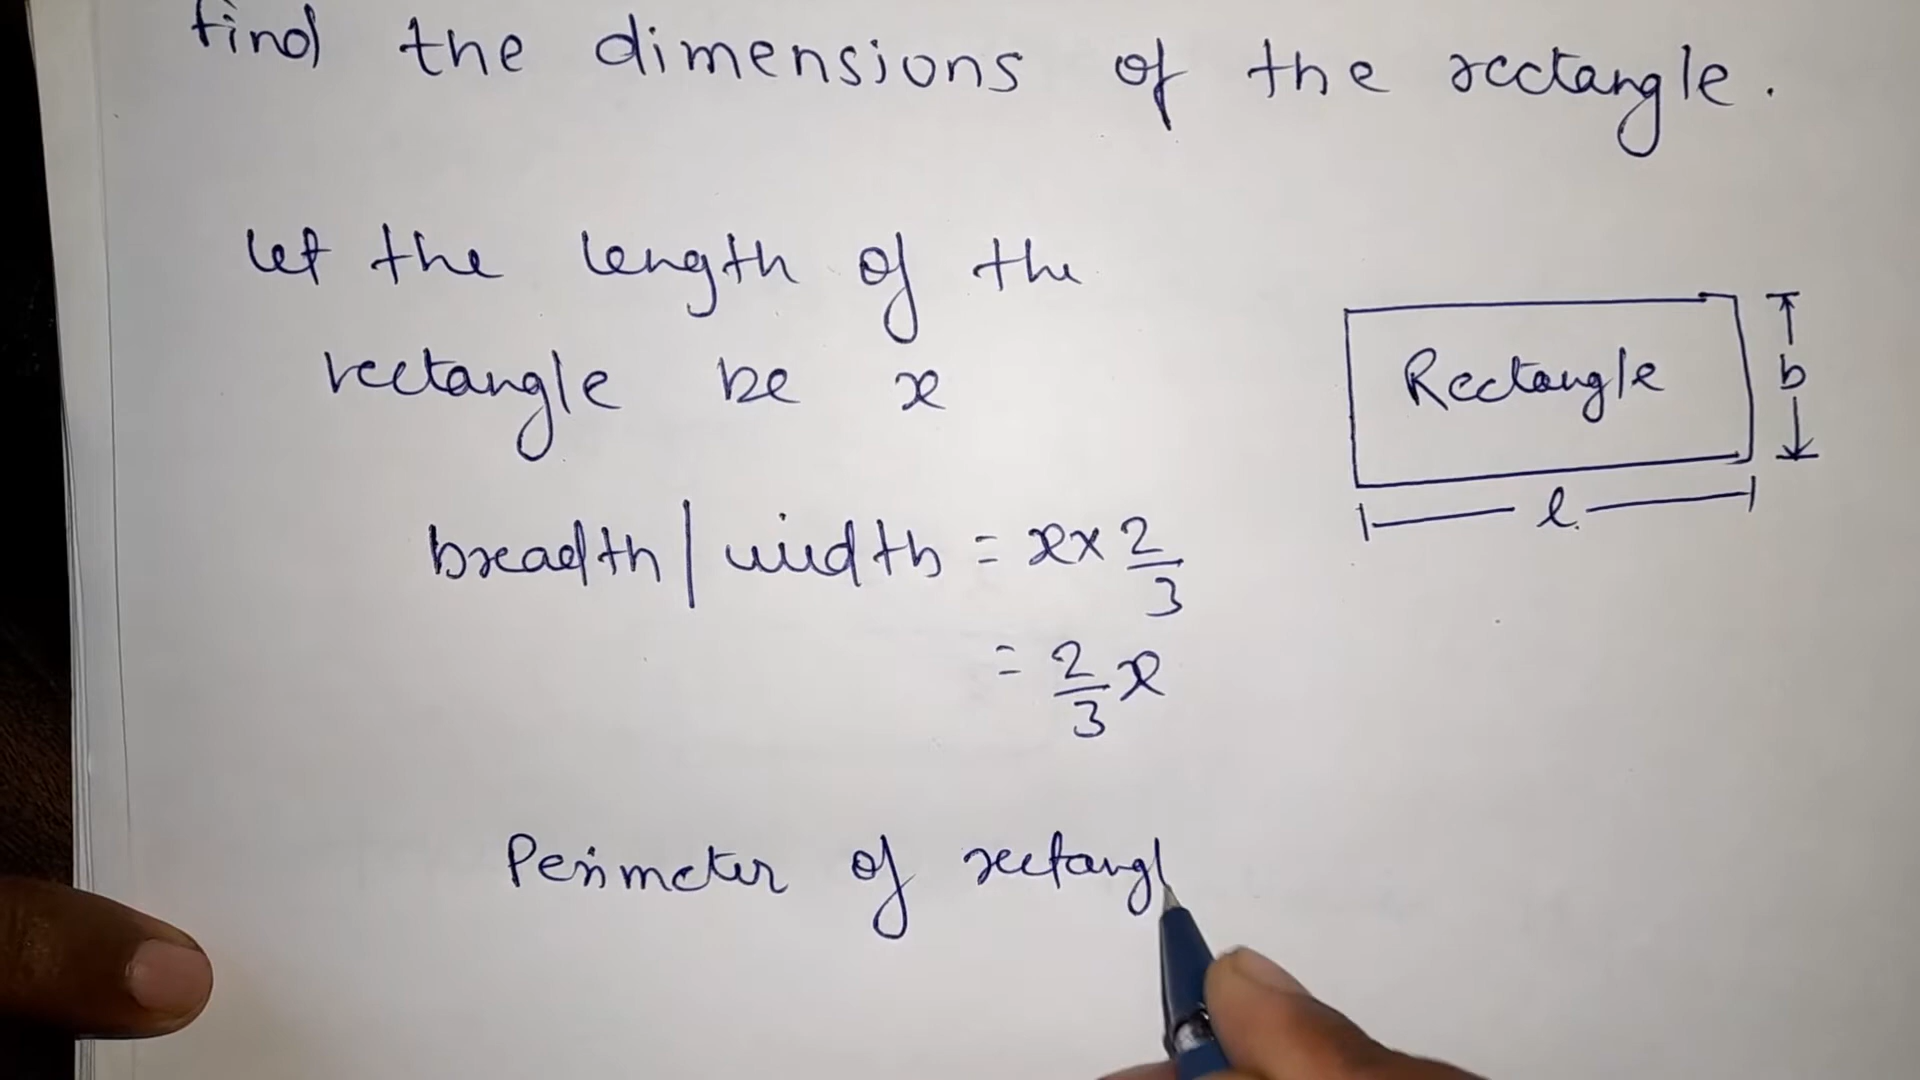 find the dimensions of the rectangle.
let the length of the
rectangle be x
Rectangle
b
l
breadth / width = x × 2/3
= 2/3 x
Perimeter of rectangl